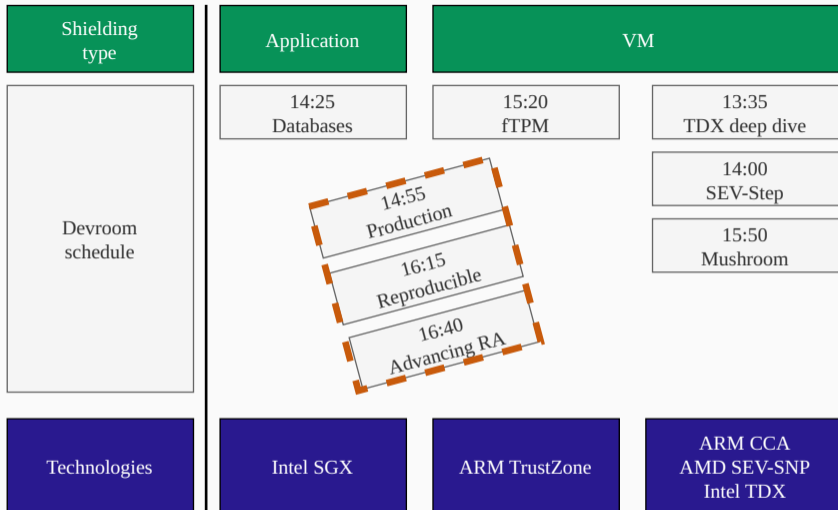 Shielding
type
Application
VM
Devroom
schedule
14:25
Databases
15:20
fTPM
13:35
TDX deep dive
14:00
SEV-Step
15:50
Mushroom
14:55
Production
16:15
Reproducible
16:40
Advancing RA
Technologies
Intel SGX
ARM TrustZone
ARM CCA
AMD SEV-SNP
Intel TDX